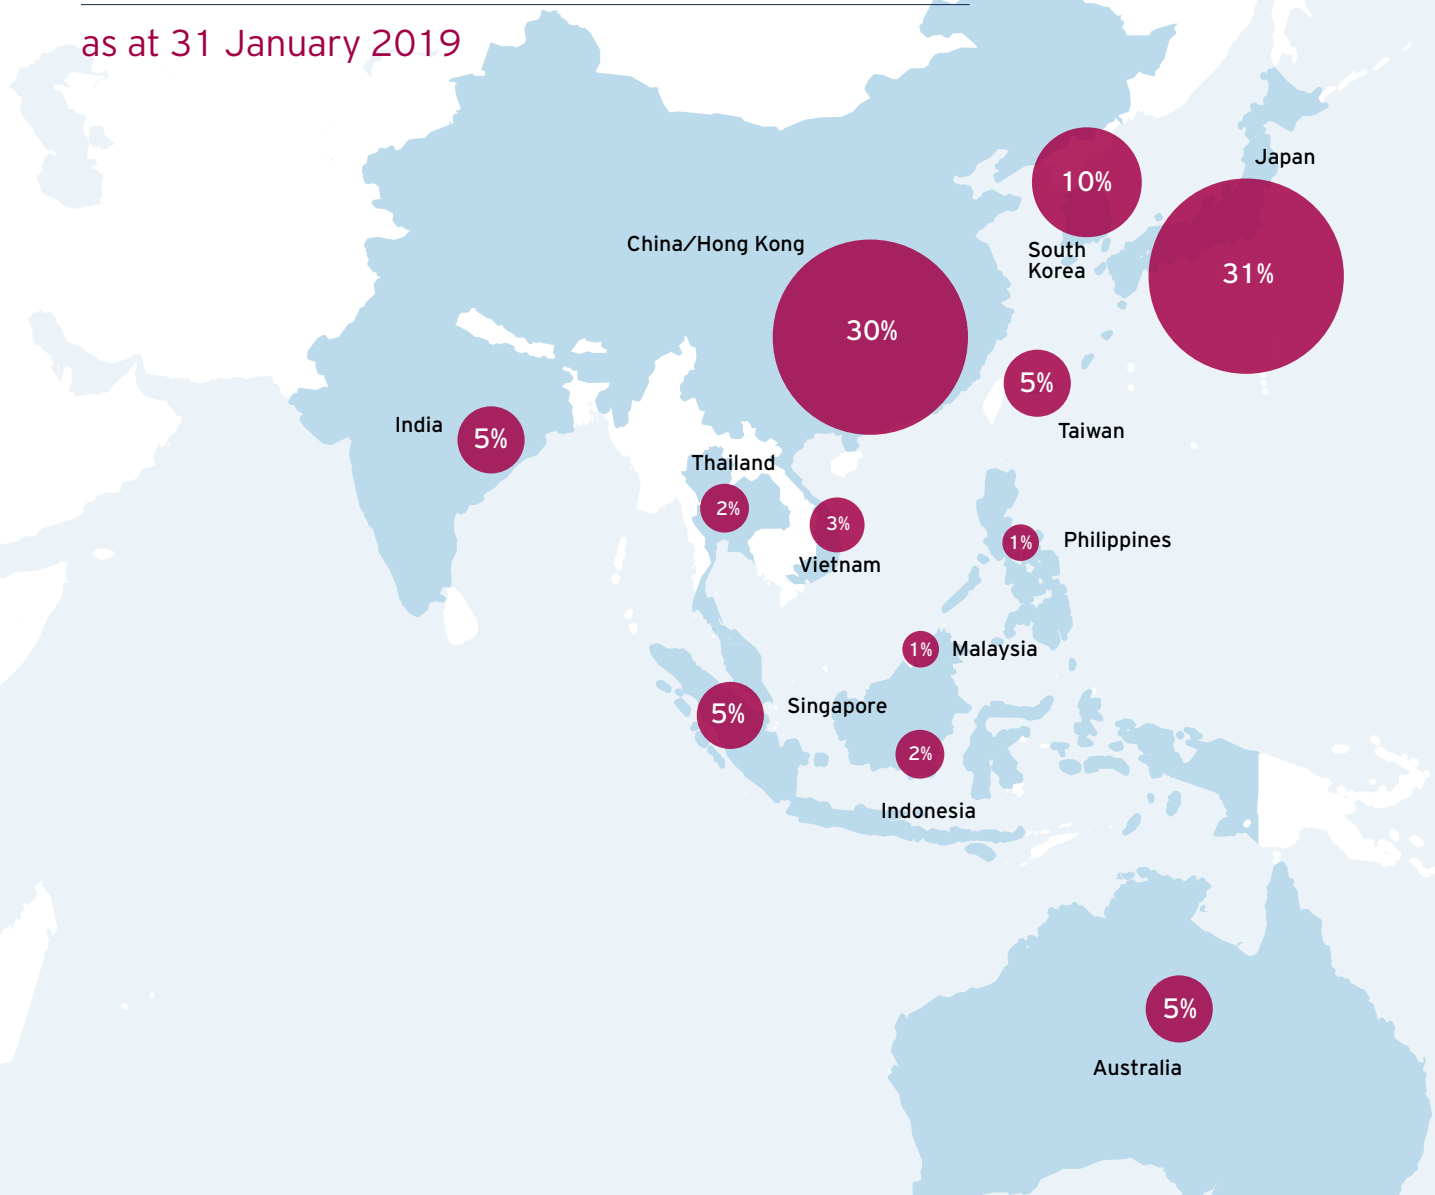 as at 31 January 2019
Japan
10%
China/Hong Kong
South
Korea
31%
30%
5%
Taiwan
India
5%
Thailand
2%
3%
Vietnam
1%
Philippines
1%
Malaysia
5%
Singapore
2%
Indonesia
5%
Australia